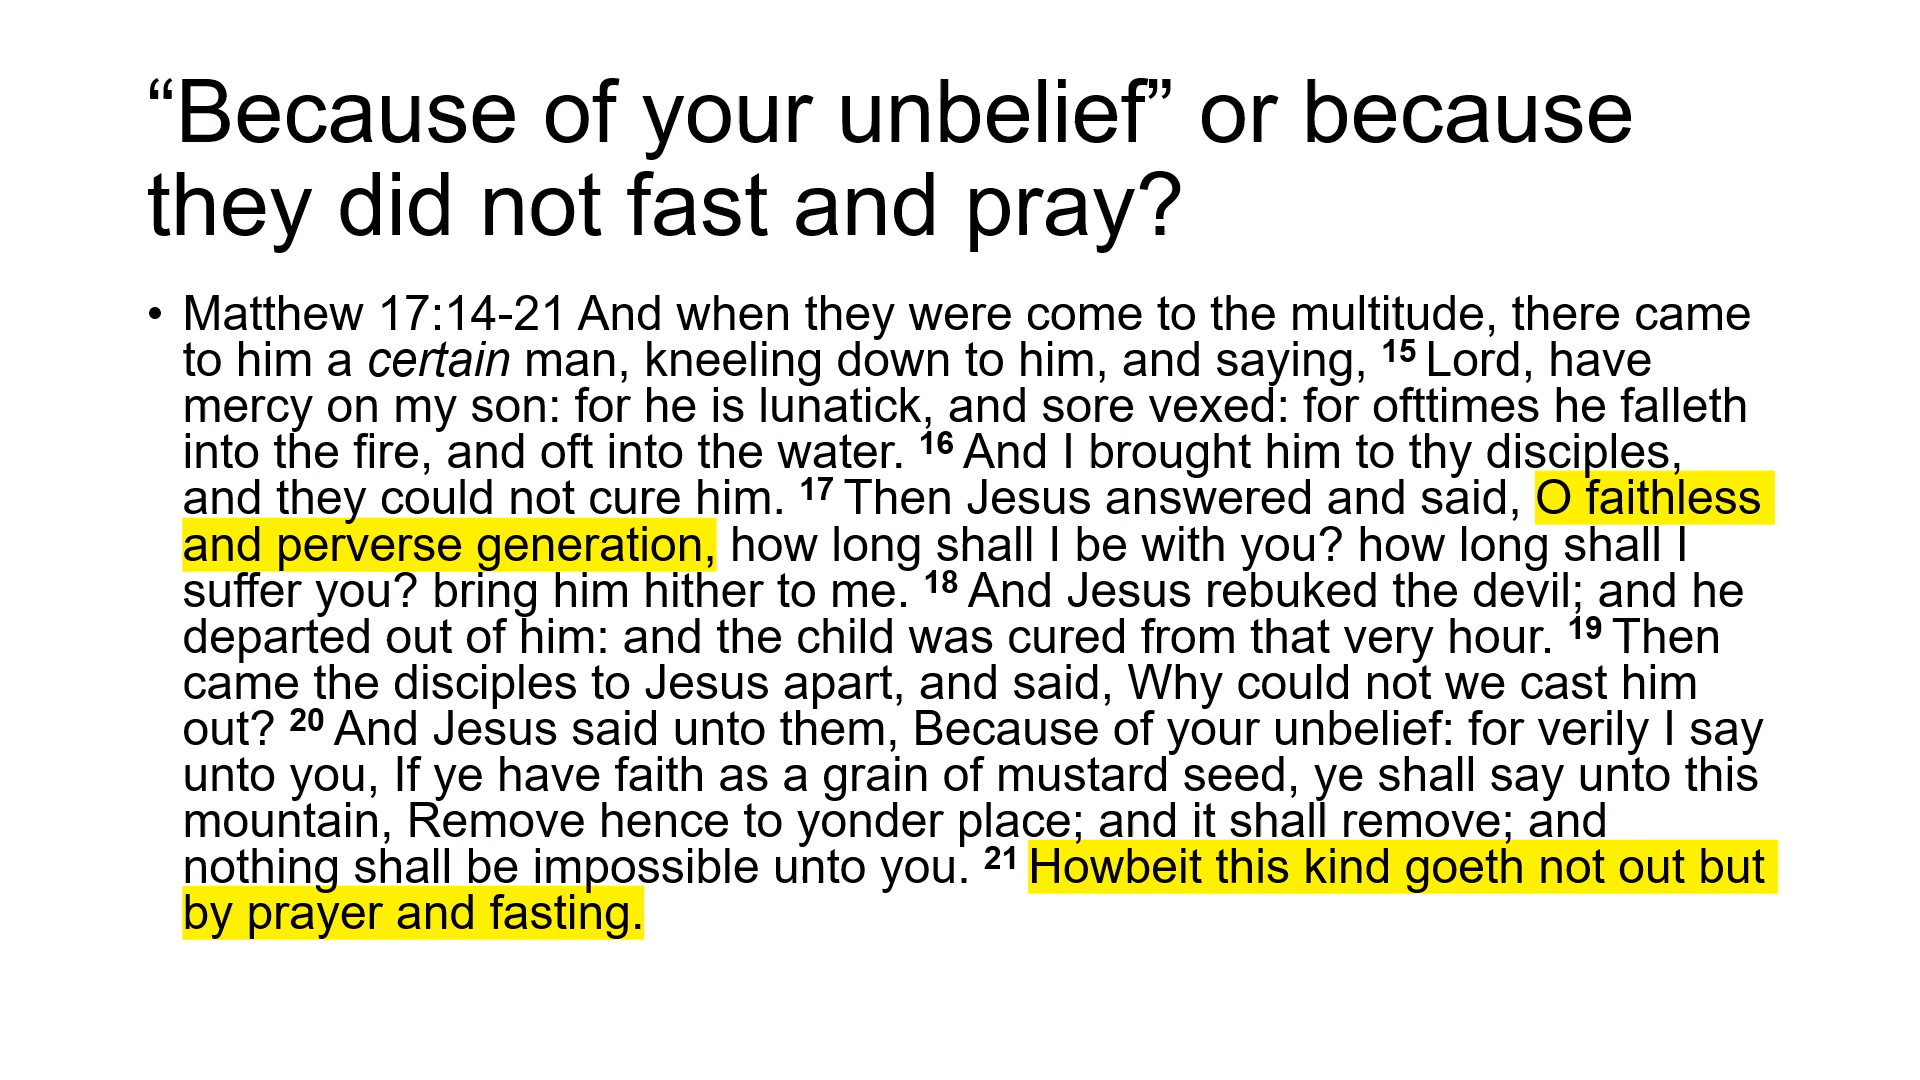 “Because of your unbelief” or because
they did not fast and pray?
• Matthew 17:14-21 And when they were come to the multitude, there came
to him a certain man, kneeling down to him, and saying, 15 Lord, have
mercy on my son: for he is lunatick, and sore vexed: for ofttimes he falleth
into the fire, and oft into the water. 16 And I brought him to thy disciples,
and they could not cure him. 17 Then Jesus answered and said, O faithless
and perverse generation, how long shall I be with you? how long shall I
suffer you? bring him hither to me. 18 And Jesus rebuked the devil; and he
departed out of him: and the child was cured from that very hour. 19 Then
came the disciples to Jesus apart, and said, Why could not we cast him
out? 20 And Jesus said unto them, Because of your unbelief: for verily I say
unto you, If ye have faith as a grain of mustard seed, ye shall say unto this
mountain, Remove hence to yonder place; and it shall remove; and
nothing shall be impossible unto you. 21 Howbeit this kind goeth not out but
by prayer and fasting.